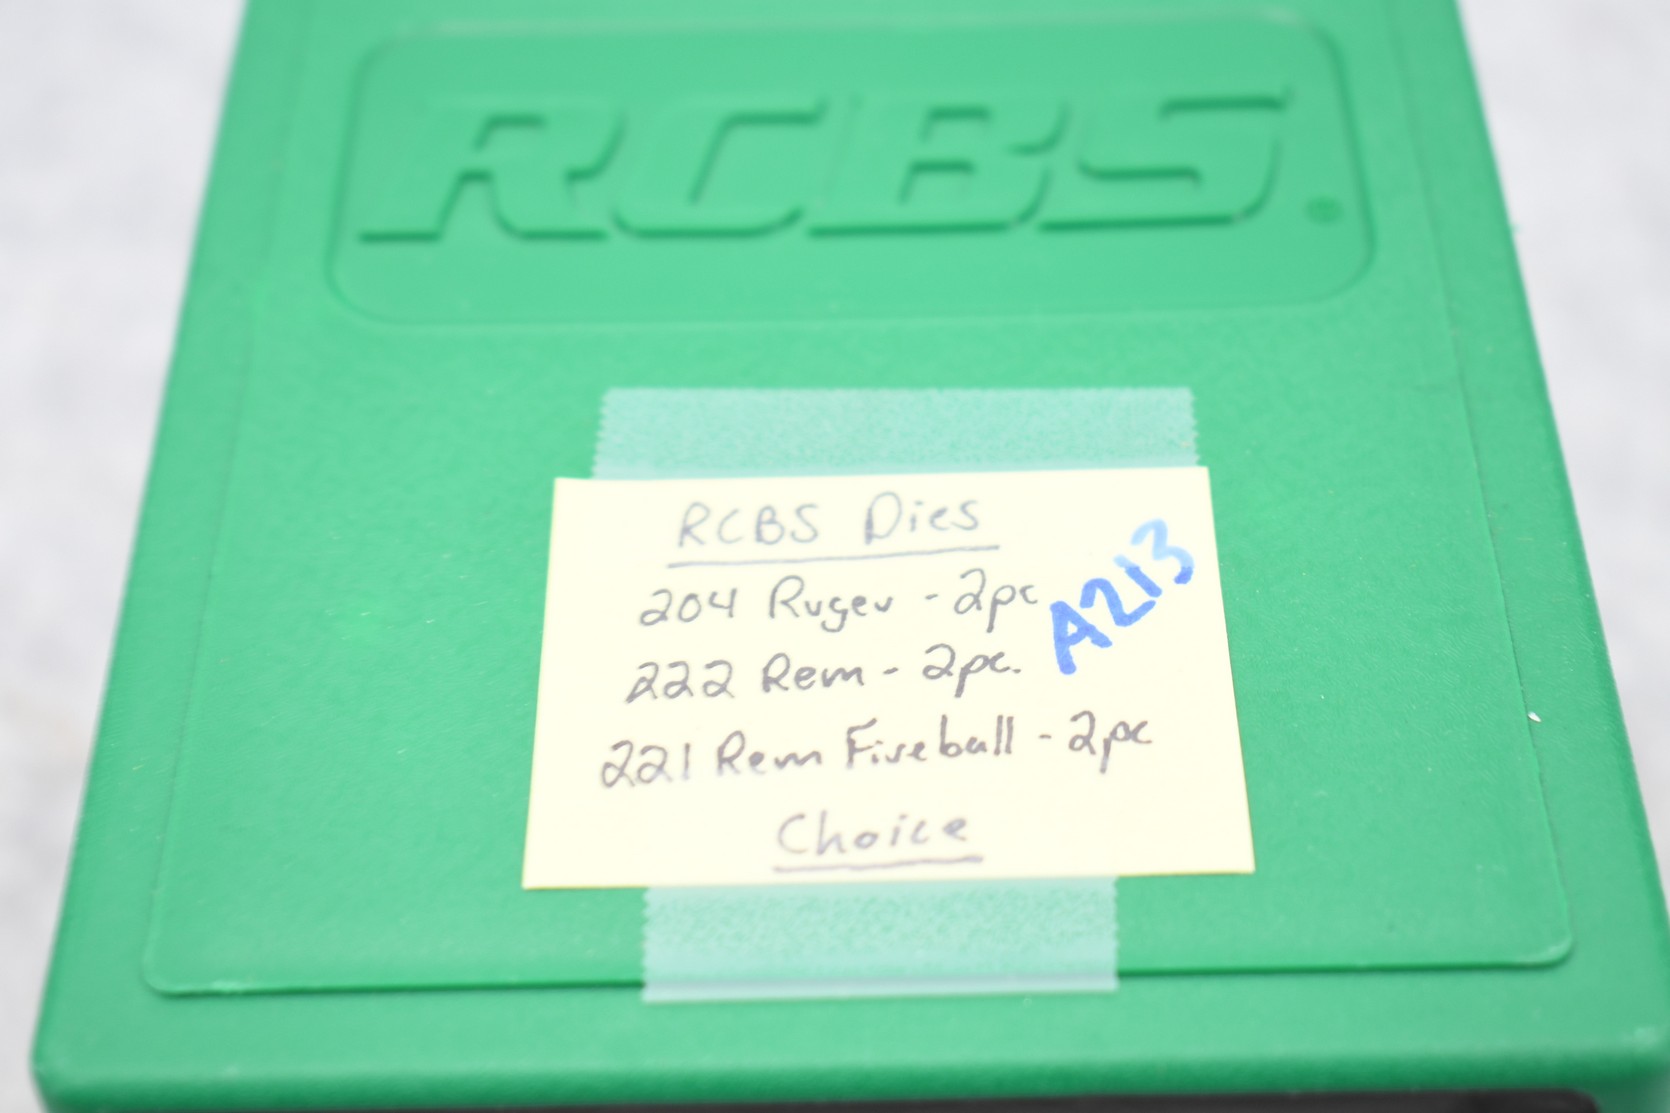 RCBS
RCBS Dies
204 Ruger - 2pc
A213
222 Rem - 2pc.
221 Rem Fireball - 2pc
Choice